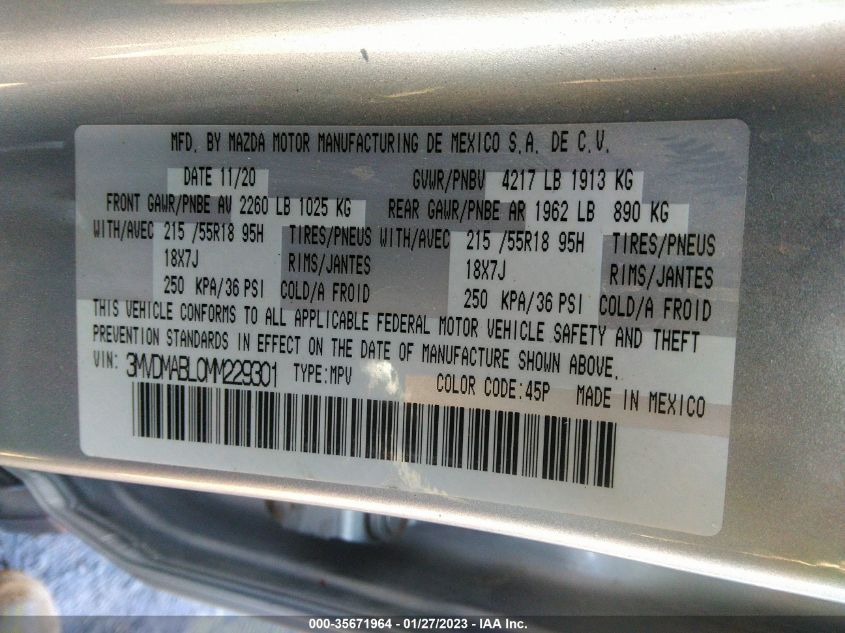 MFD. BY MAZDA MOTOR MANUFACTURING DE MEXICO S.A. DE C.V.
DATE 11/20 GVWR/PNBV 4217 LB 1913 KG
FRONT GAWR/PNBE AV 2260 LB 1025 KG REAR GAWR/PNBE AR 1962 LB 890 KG
WITH/AVEC 215 /55R18 95H TIRES/PNEUS WITH/AVEC 215 /55R18 95H TIRES/PNEUS
18X7J RIMS/JANTES 18X7J RIMS/JANTES
250 KPA/36 PSI COLD/A FROID 250 KPA/36 PSI COLD/A FROID
THIS VEHICLE CONFORMS TO ALL APPLICABLE FEDERAL MOTOR VEHICLE SAFETY AND THEFT
PREVENTION STANDARDS IN EFFECT ON THE DATE OF MANUFACTURE SHOWN ABOVE.
VIN: 3MVDMABL0MM229301 TYPE:MPV COLOR CODE:45P MADE IN MEXICO
000-35671964 - 01/27/2023 - IAA Inc.